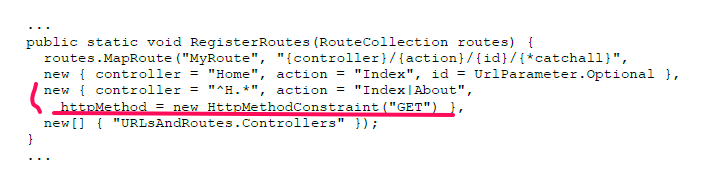 ...
public static void RegisterRoutes(RouteCollection routes) {
routes.MapRoute("MyRoute", "{controller}/{action}/{id}/{*catchall}",
new { controller = "Home", action = "Index", id = UrlParameter.Optional },
new { controller = "^H.*", action = "Index|About",
httpMethod = new HttpMethodConstraint("GET") },
new[] { "URLsAndRoutes.Controllers" });
}
...